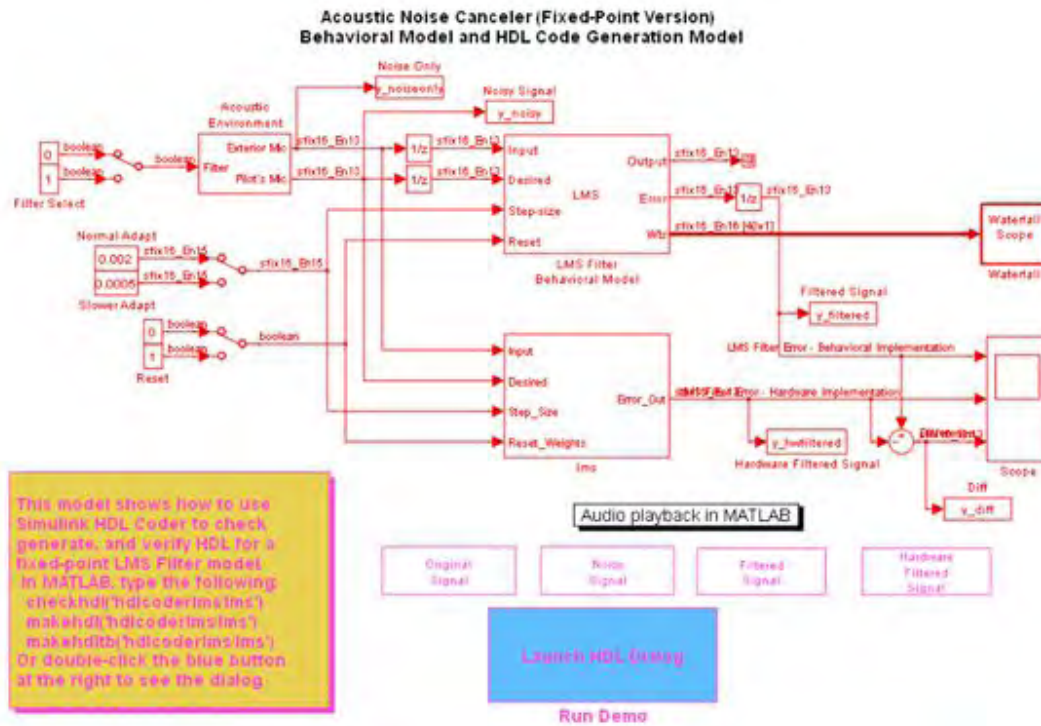 Acoustic Noise Canceler (Fixed-Point Version)
Behavioral Model and HDL Code Generation Model
Noise Only
y_noiseonly
Noisy Signal
y_noisy
Acoustic
Environment
Filter
Exterior Mic
Pilot's Mic
0
1
boolean
boolean
boolean
Filter Select
sfix16_En13
sfix16_En13
1/z
1/z
sfix16_En13
sfix16_En13
Input
Desired
Step-size
Reset
LMS
Output
Error
Wts
LMS Filter
Behavioral Model
sfix16_En13
sfix16_En13
1/z
sfix16_En13
sfix16_En16
Waterfall
Scope
Waterfall
Normal Adapt
0.002
0.0005
Slower Adapt
sfix16_En15
sfix16_En15
sfix16_En15
0
1
boolean
boolean
boolean
Reset
Filtered Signal
y_filtered
LMS Filter Error - Behavioral Implementation
Input
Desired
Step_Size
Reset_Weights
Error_Out
lms
Error - Hardware Implementation
y_hwfiltered
Hardware Filtered Signal
Scope
Diff
y_diff
This model shows how to use
Simulink HDL Coder to check
generate, and verify HDL for a
fixed-point LMS Filter model.
In MATLAB, type the following:
checkhdl('hdlcoderlms/lms')
makehdl('hdlcoderlms/lms')
makehdltb('hdlcoderlms/lms')
Or double-click the blue button
at the right to see the dialog
Audio playback in MATLAB
Original
Signal
Noise
Signal
Filtered
Signal
Hardware
Filtered
Signal
Launch HDL Dialog
Run Demo